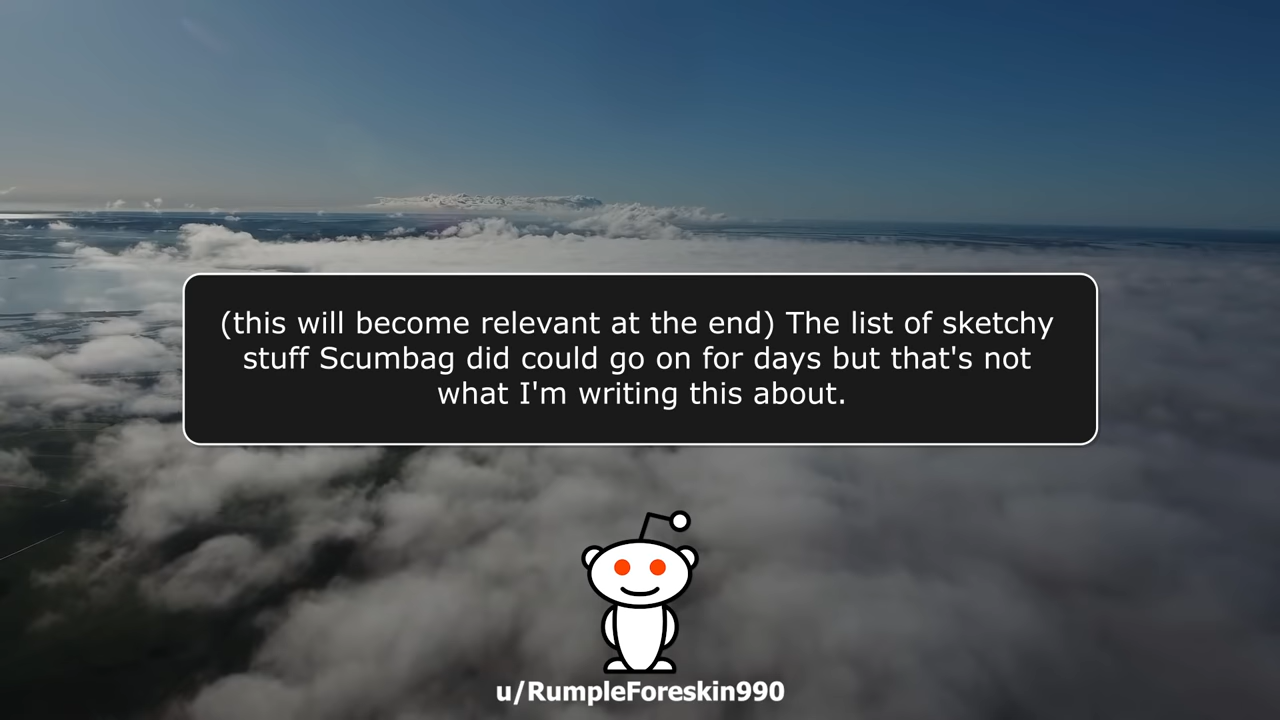 (this will become relevant at the end) The list of sketchy
stuff Scumbag did could go on for days but that's not
what I'm writing this about.
u/RumpleForeskin990